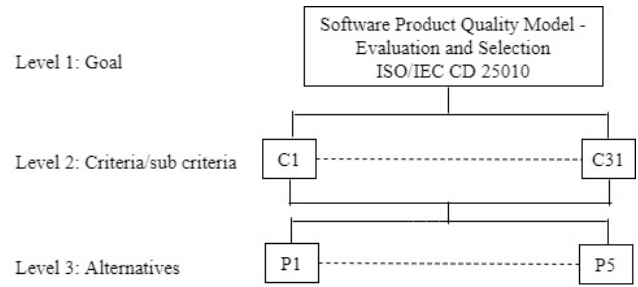 Software Product Quality Model -
Evaluation and Selection
ISO/IEC CD 25010
Level 1: Goal
Level 2: Criteria/sub criteria
C1
C31
Level 3: Alternatives
P1
P5